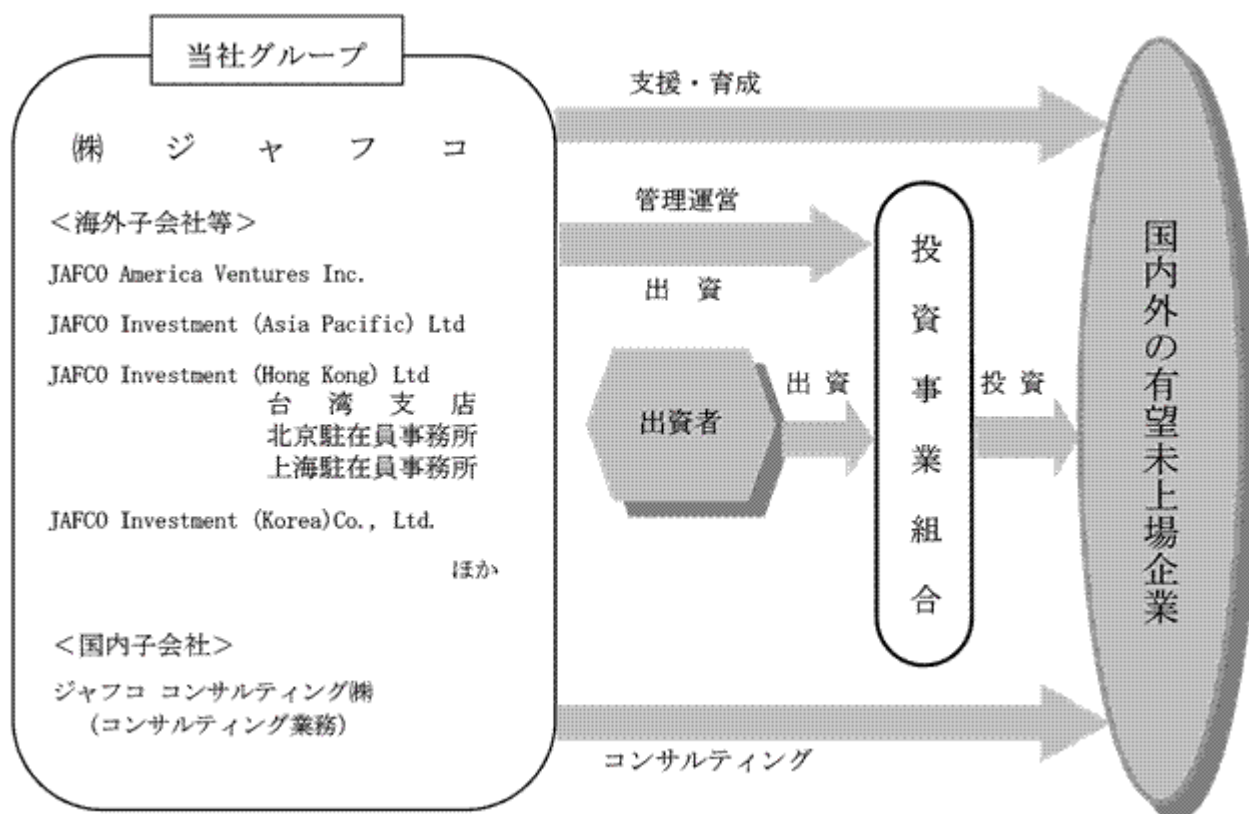 当社グループ
㈱ジャフコ
＜海外子会社等＞
JAFCO America Ventures Inc.
JAFCO Investment (Asia Pacific) Ltd
JAFCO Investment (Hong Kong) Ltd
台湾支店
北京駐在員事務所
上海駐在員事務所
JAFCO Investment (Korea)Co., Ltd.
ほか
＜国内子会社＞
ジャフコ コンサルティング㈱
(コンサルティング業務)
支援・育成
管理運営
出資
出資者
出資
投資事業組合
投資
コンサルティング
国内外の有望未上場企業